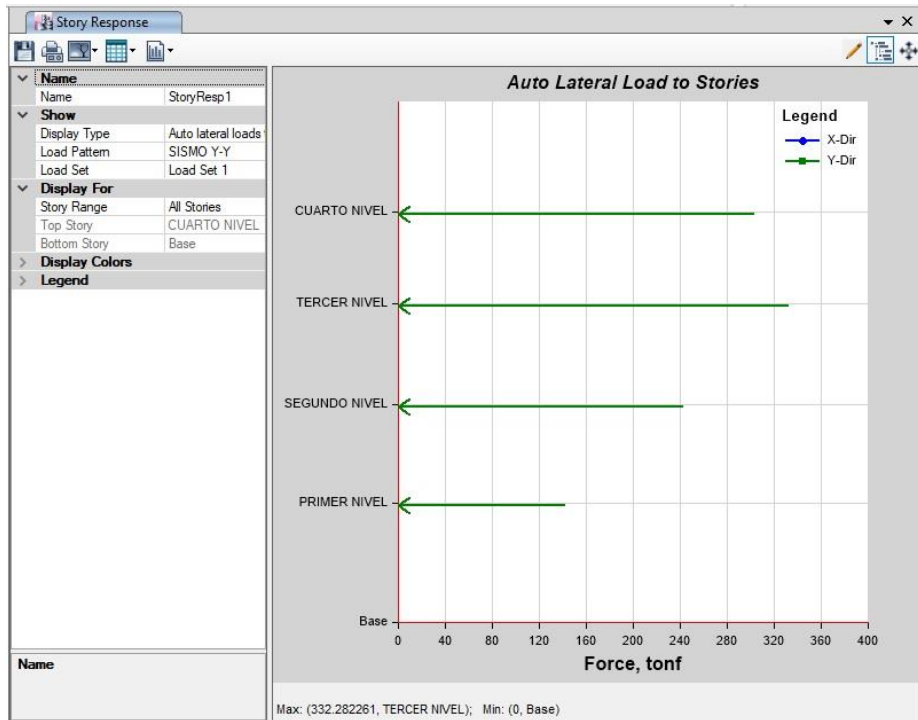 Story Response
Name
Name StoryResp1
Show
Display Type Auto lateral loads
Load Pattern SISMO Y-Y
Load Set Load Set 1
Display For
Story Range All Stories
Top Story CUARTO NIVEL
Bottom Story Base
Display Colors
Legend
Name
Auto Lateral Load to Stories
Legend
X-Dir
Y-Dir
CUARTO NIVEL
TERCER NIVEL
SEGUNDO NIVEL
PRIMER NIVEL
Base
0 40 80 120 160 200 240 280 320 360 400
Force, tonf
Max: (332.282261, TERCER NIVEL); Min: (0, Base)